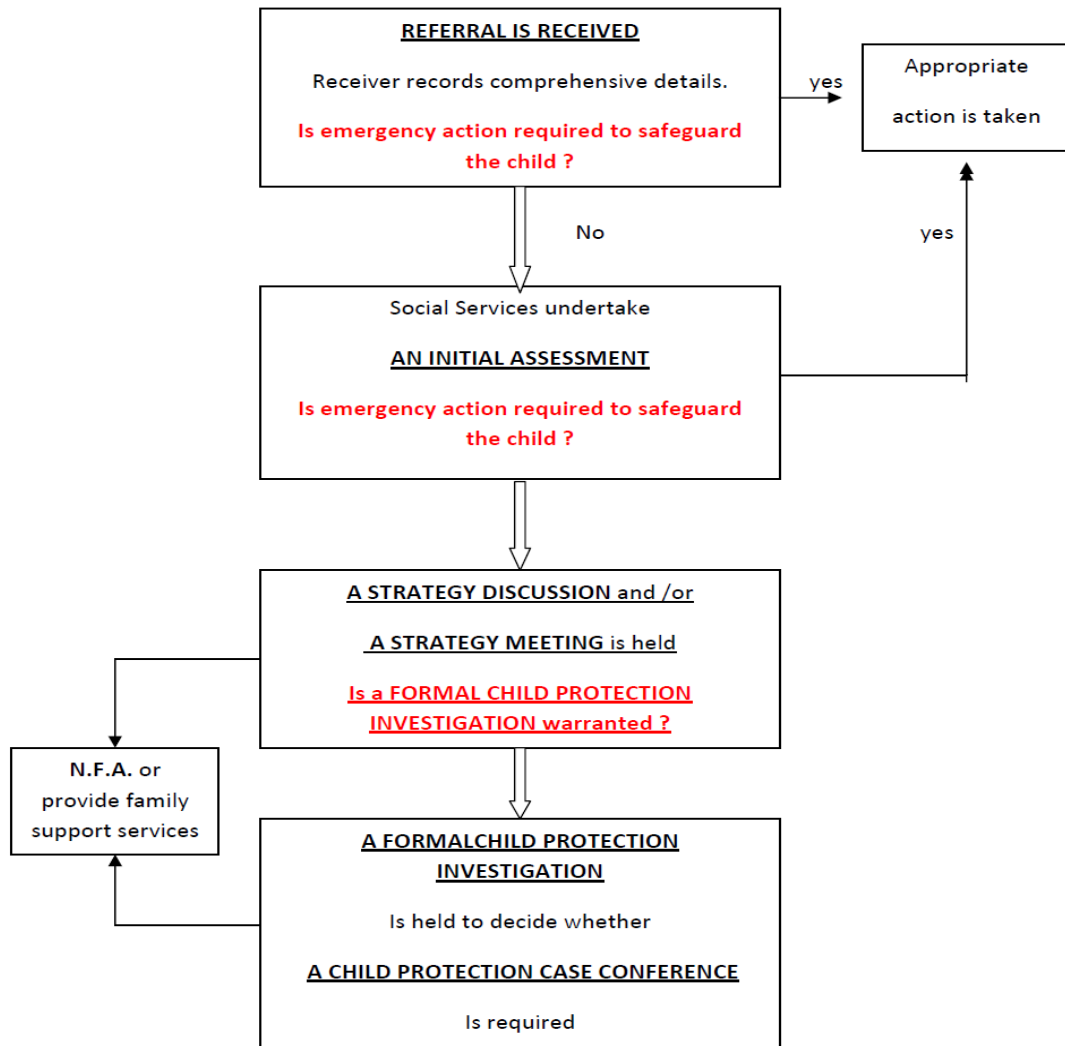 REFERRAL IS RECEIVED
Receiver records comprehensive details.
Is emergency action required to safeguard
the child ?
yes
Appropriate
action is taken
No
yes
Social Services undertake
AN INITIAL ASSESSMENT
Is emergency action required to safeguard
the child ?
A STRATEGY DISCUSSION and /or
A STRATEGY MEETING is held
Is a FORMAL CHILD PROTECTION
INVESTIGATION warranted ?
N.F.A. or
provide family
support services
A FORMALCHILD PROTECTION
INVESTIGATION
Is held to decide whether
A CHILD PROTECTION CASE CONFERENCE
Is required